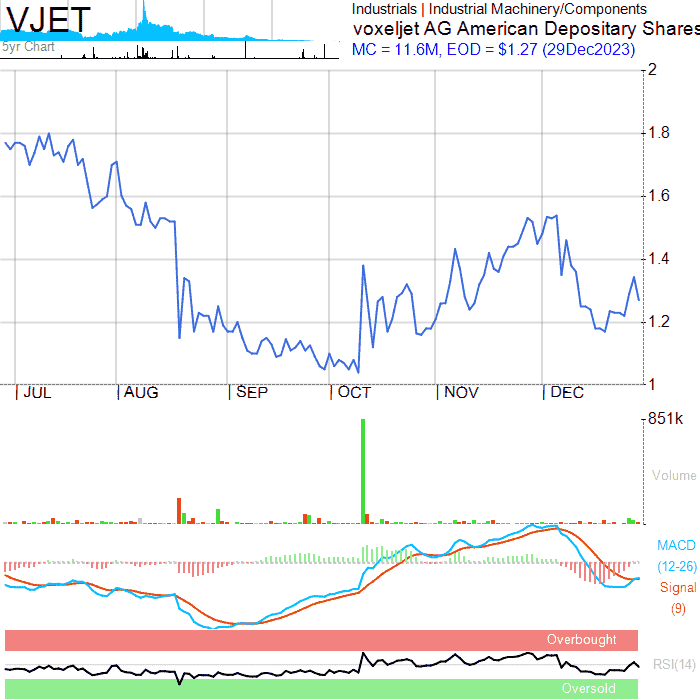 VJET
5yr Chart
Industrials | Industrial Machinery/Components
voxeljet AG American Depositary Shares
MC = 11.6M, EOD = $1.27 (29Dec2023)
2
1.8
1.6
1.4
1.2
1
JUL AUG SEP OCT NOV DEC
851k
Volume
MACD
(12-26)
Signal
(9)
Overbought
RSI(14)
Oversold